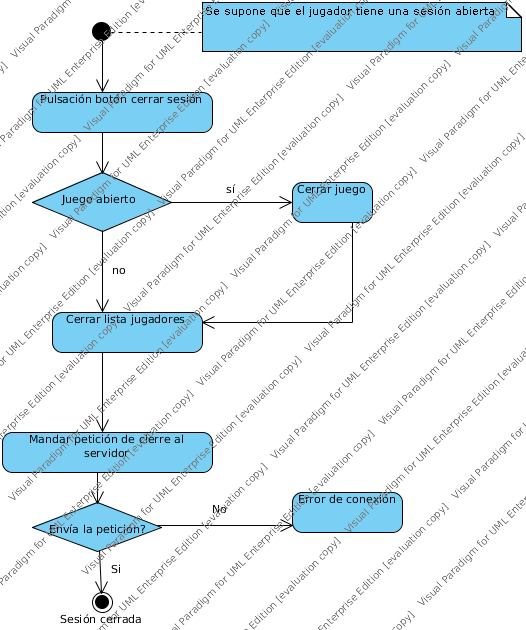 Se supone que el jugador tiene una sesión abierta
Pulsación botón cerrar sesión
Juego abierto
sí
Cerrar juego
no
Cerrar lista jugadores
Mandar petición de cierre al
servidor
Envía la petición?
No
Error de conexión
Si
Sesión cerrada
Visual Paradigm for UML Enterprise Edition [evaluation copy]